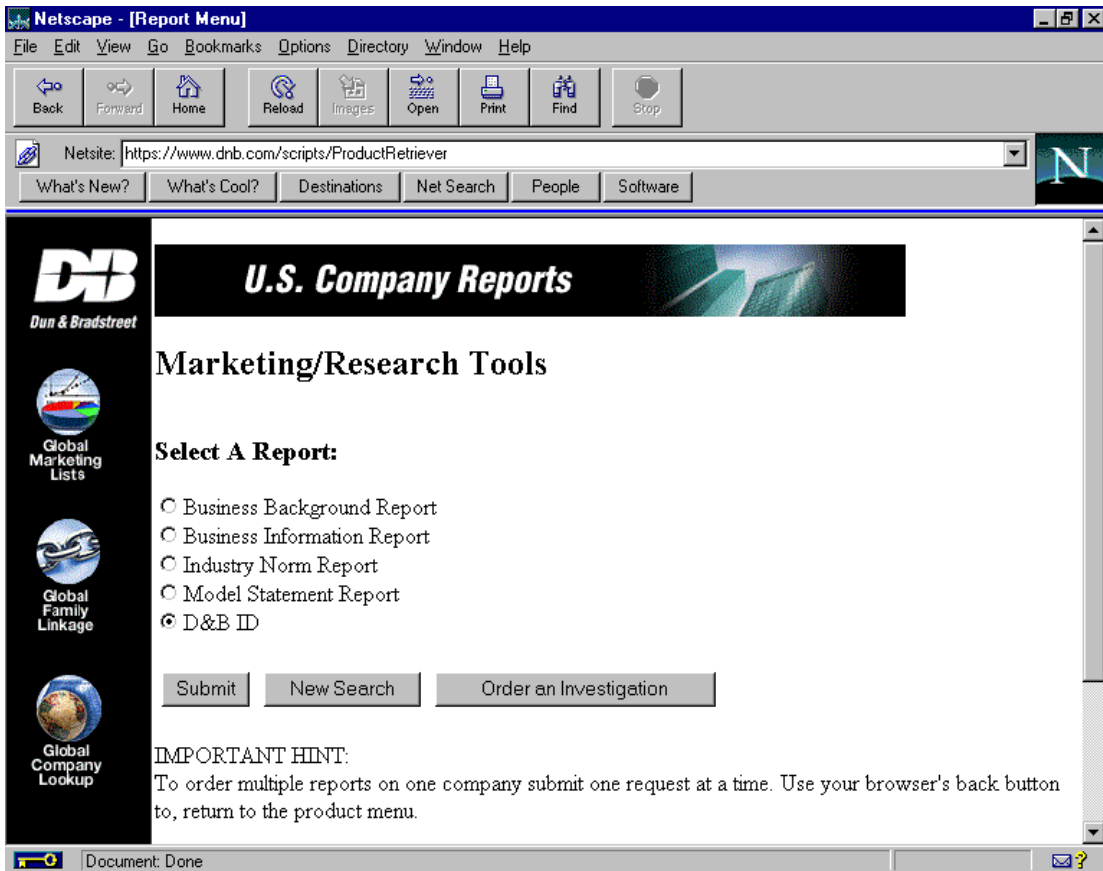 Netscape - [Report Menu]
File Edit View Go Bookmarks Options Directory Window Help
Back Forward Home Reload Images Open Print Find Stop
Netsite: https://www.dnb.com/scripts/ProductRetriever
N
What's New? What's Cool? Destinations Net Search People Software
DB
Dun & Bradstreet
Global
Marketing
Lists
Global
Family
Linkage
Global
Company
Lookup
U.S. Company Reports
Marketing/Research Tools
Select A Report:
Business Background Report
Business Information Report
Industry Norm Report
Model Statement Report
D&B ID
Submit New Search Order an Investigation
IMPORTANT HINT:
To order multiple reports on one company submit one request at a time. Use your browser's back button
to, return to the product menu.
Document: Done
?